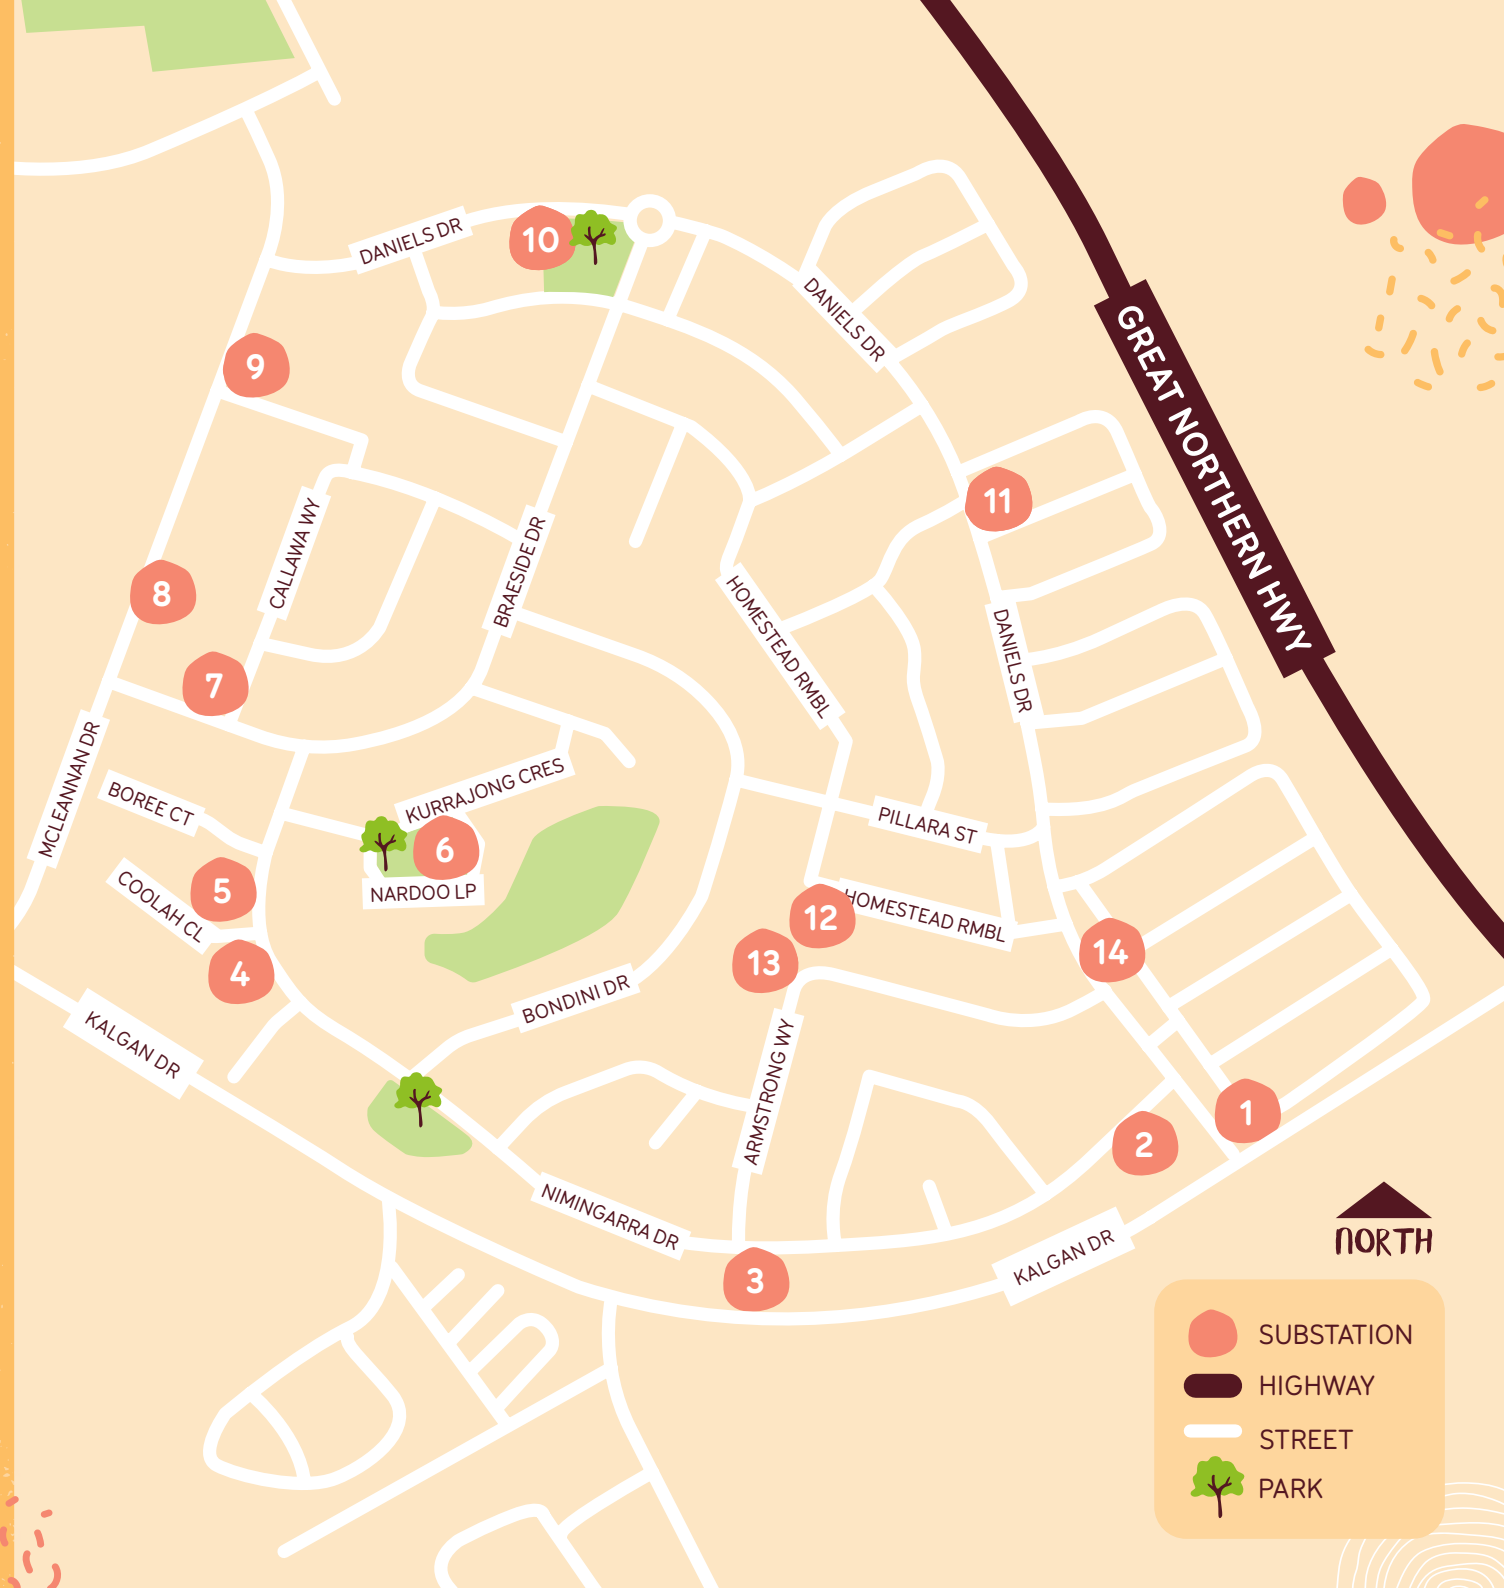 DANIELS DR
10
DANIELS DR
GREAT NORTHERN HWY
9
11
CALLAWA WY
BRAESIDE DR
8
HOMESTEAD RMBL
DANIELS DR
7
MCLEANNAN DR
BOREE CT
KURRAJONG CRES
PILLARA ST
6
NARDOO LP
5
COOLAH CL
12
HOMESTEAD RMBL
13
14
4
BONDINI DR
KALGAN DR
ARMSTRONG WY
1
2
NIMINGARRA DR
3
KALGAN DR
NORTH
SUBSTATION
HIGHWAY
STREET
PARK